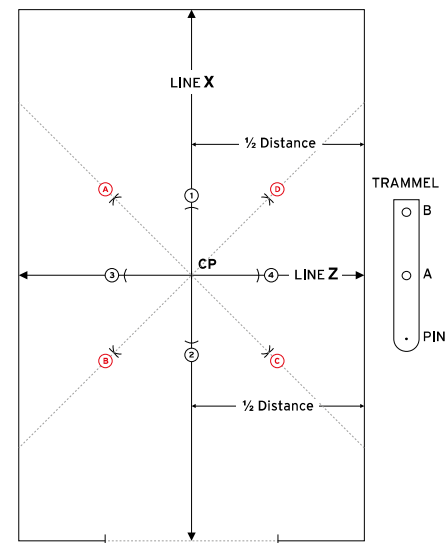 LINE X
½ Distance
TRAMMEL
B
A
PIN
A
D
1
CP
3
4
LINE Z
2
B
C
½ Distance